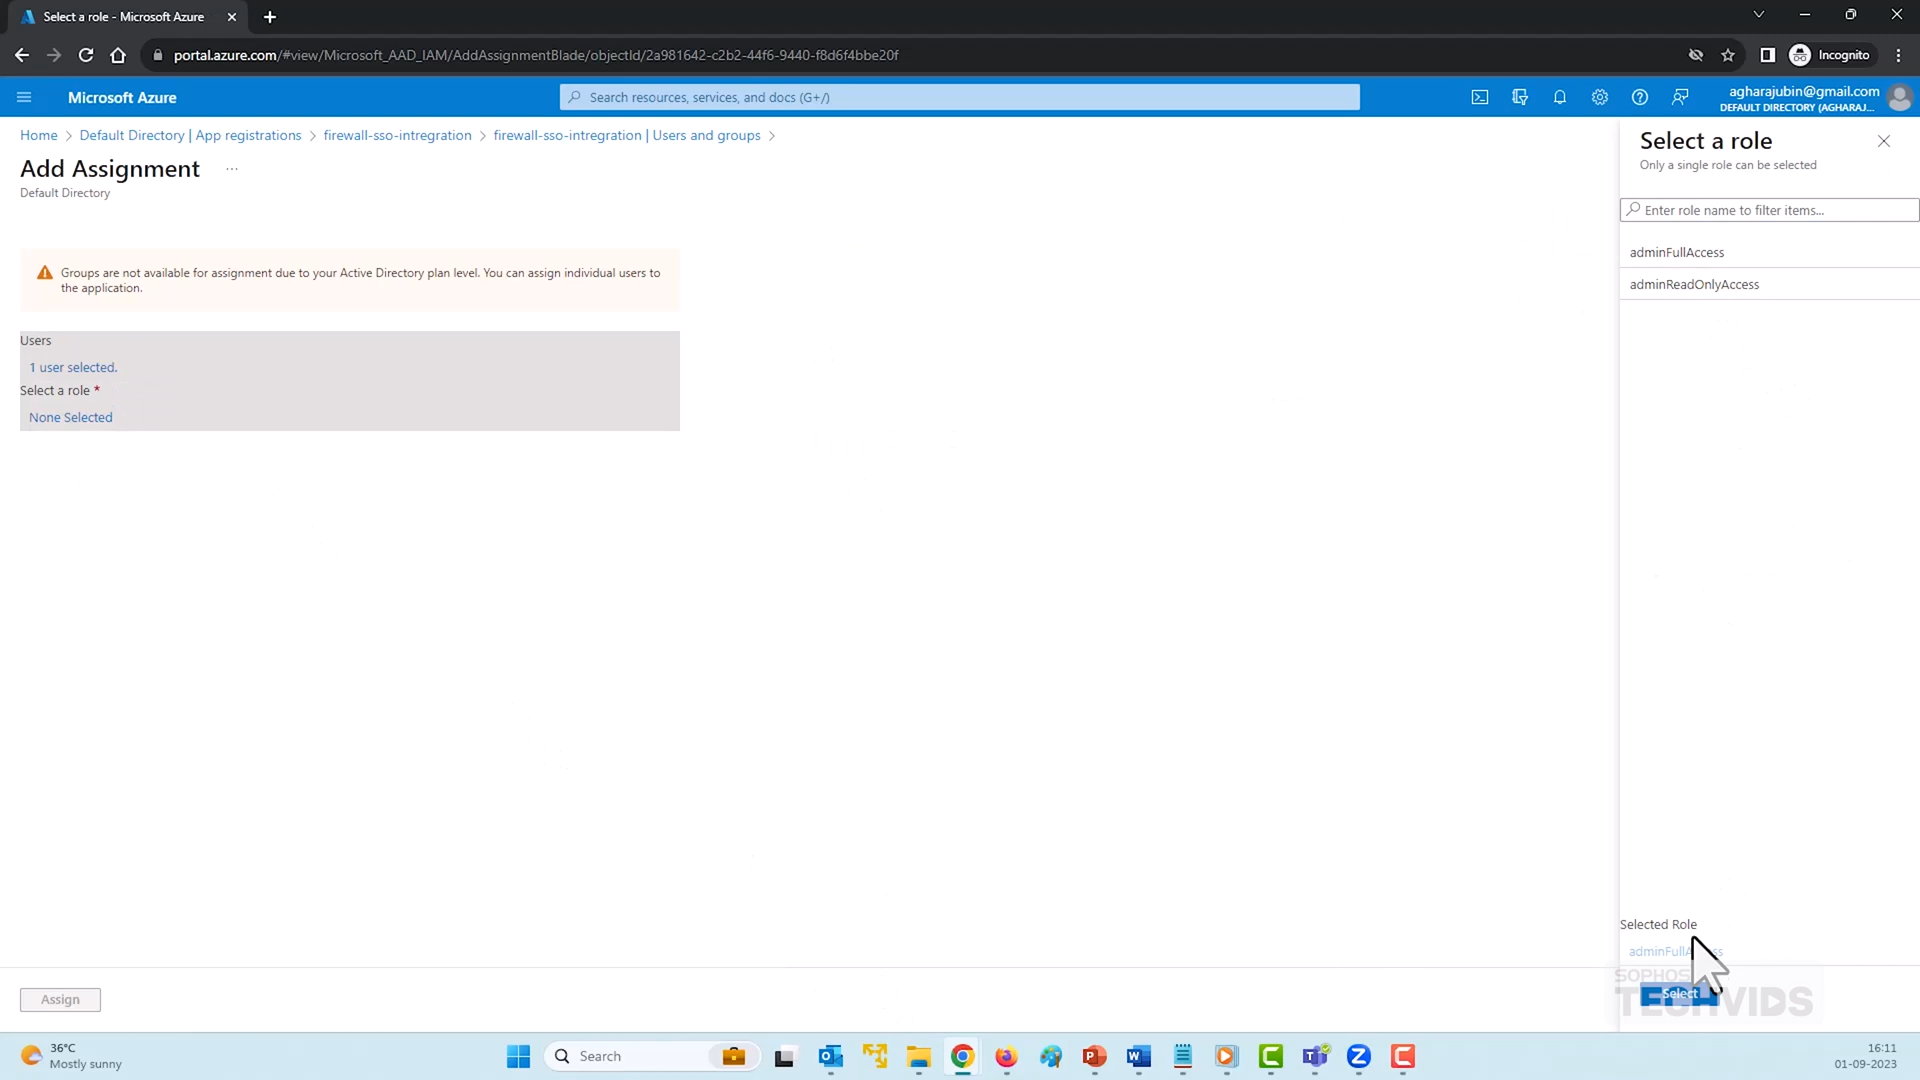 Select a role - Microsoft Azure
portal.azure.com/#view/Microsoft_AAD_IAM/AddAssignmentBlade/objectId/2a981642-c2b2-44f6-9440-f8d6f4bbe20f
Incognito
Microsoft Azure
Search resources, services, and docs (G+/)
agharajubin@gmail.com
DEFAULT DIRECTORY (AGHARAJ...
Home > Default Directory | App registrations > firewall-sso-intregration > firewall-sso-intregration | Users and groups >
Add Assignment ...
Default Directory
Groups are not available for assignment due to your Active Directory plan level. You can assign individual users to
the application.
Users
1 user selected.
Select a role *
None Selected
Assign
Select a role
Only a single role can be selected
Enter role name to filter items...
adminFullAccess
adminReadOnlyAccess
Selected Role
adminFullAccess
Select
SOPHOS
TECHVIDS
36°C
Mostly sunny
Search
16:11
01-09-2023